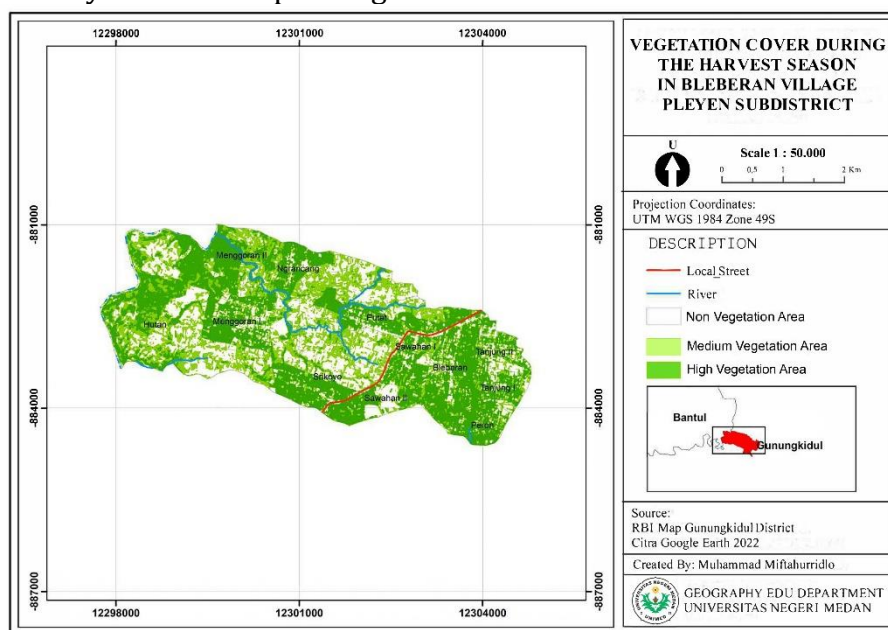 12298000
12301000
12304000
-881000
-881000
-884000
-884000
-887000
-887000
Menggoran II
Ngrancang
Hutan
Menggoran I
Putat
Sawahan I
Tanjung II
Bleberan
Srikoyo
Tanjung I
Sawahan II
Peron
12298000
12301000
12304000
VEGETATION COVER DURING
THE HARVEST SEASON
IN BLEBERAN VILLAGE
PLEYEN SUBDISTRICT
U
Scale 1 : 50.000
0 0,5 1 2 Km
Projection Coordinates:
UTM WGS 1984 Zone 49S
DESCRIPTION
Local Street
River
Non Vegetation Area
Medium Vegetation Area
High Vegetation Area
Bantul
Gunungkidul
Source:
RBI Map Gunungkidul District
Citra Google Earth 2022
Created By: Muhammad Miftahurridlo
GEOGRAPHY EDU DEPARTMENT
UNIVERSITAS NEGERI MEDAN